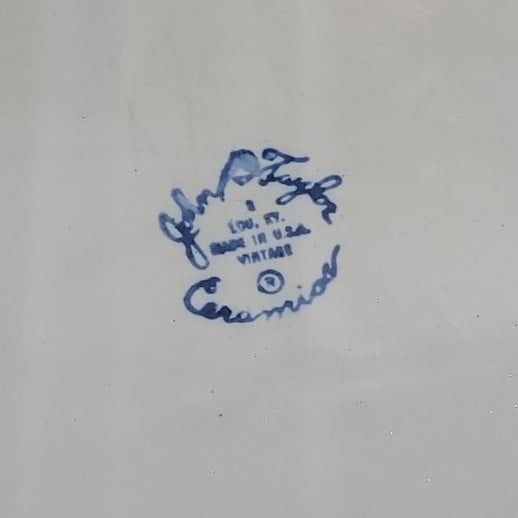 John B Taylor
LOU. KY.
MADE IN U.S.A.
VINTAGE
®
Ceramics